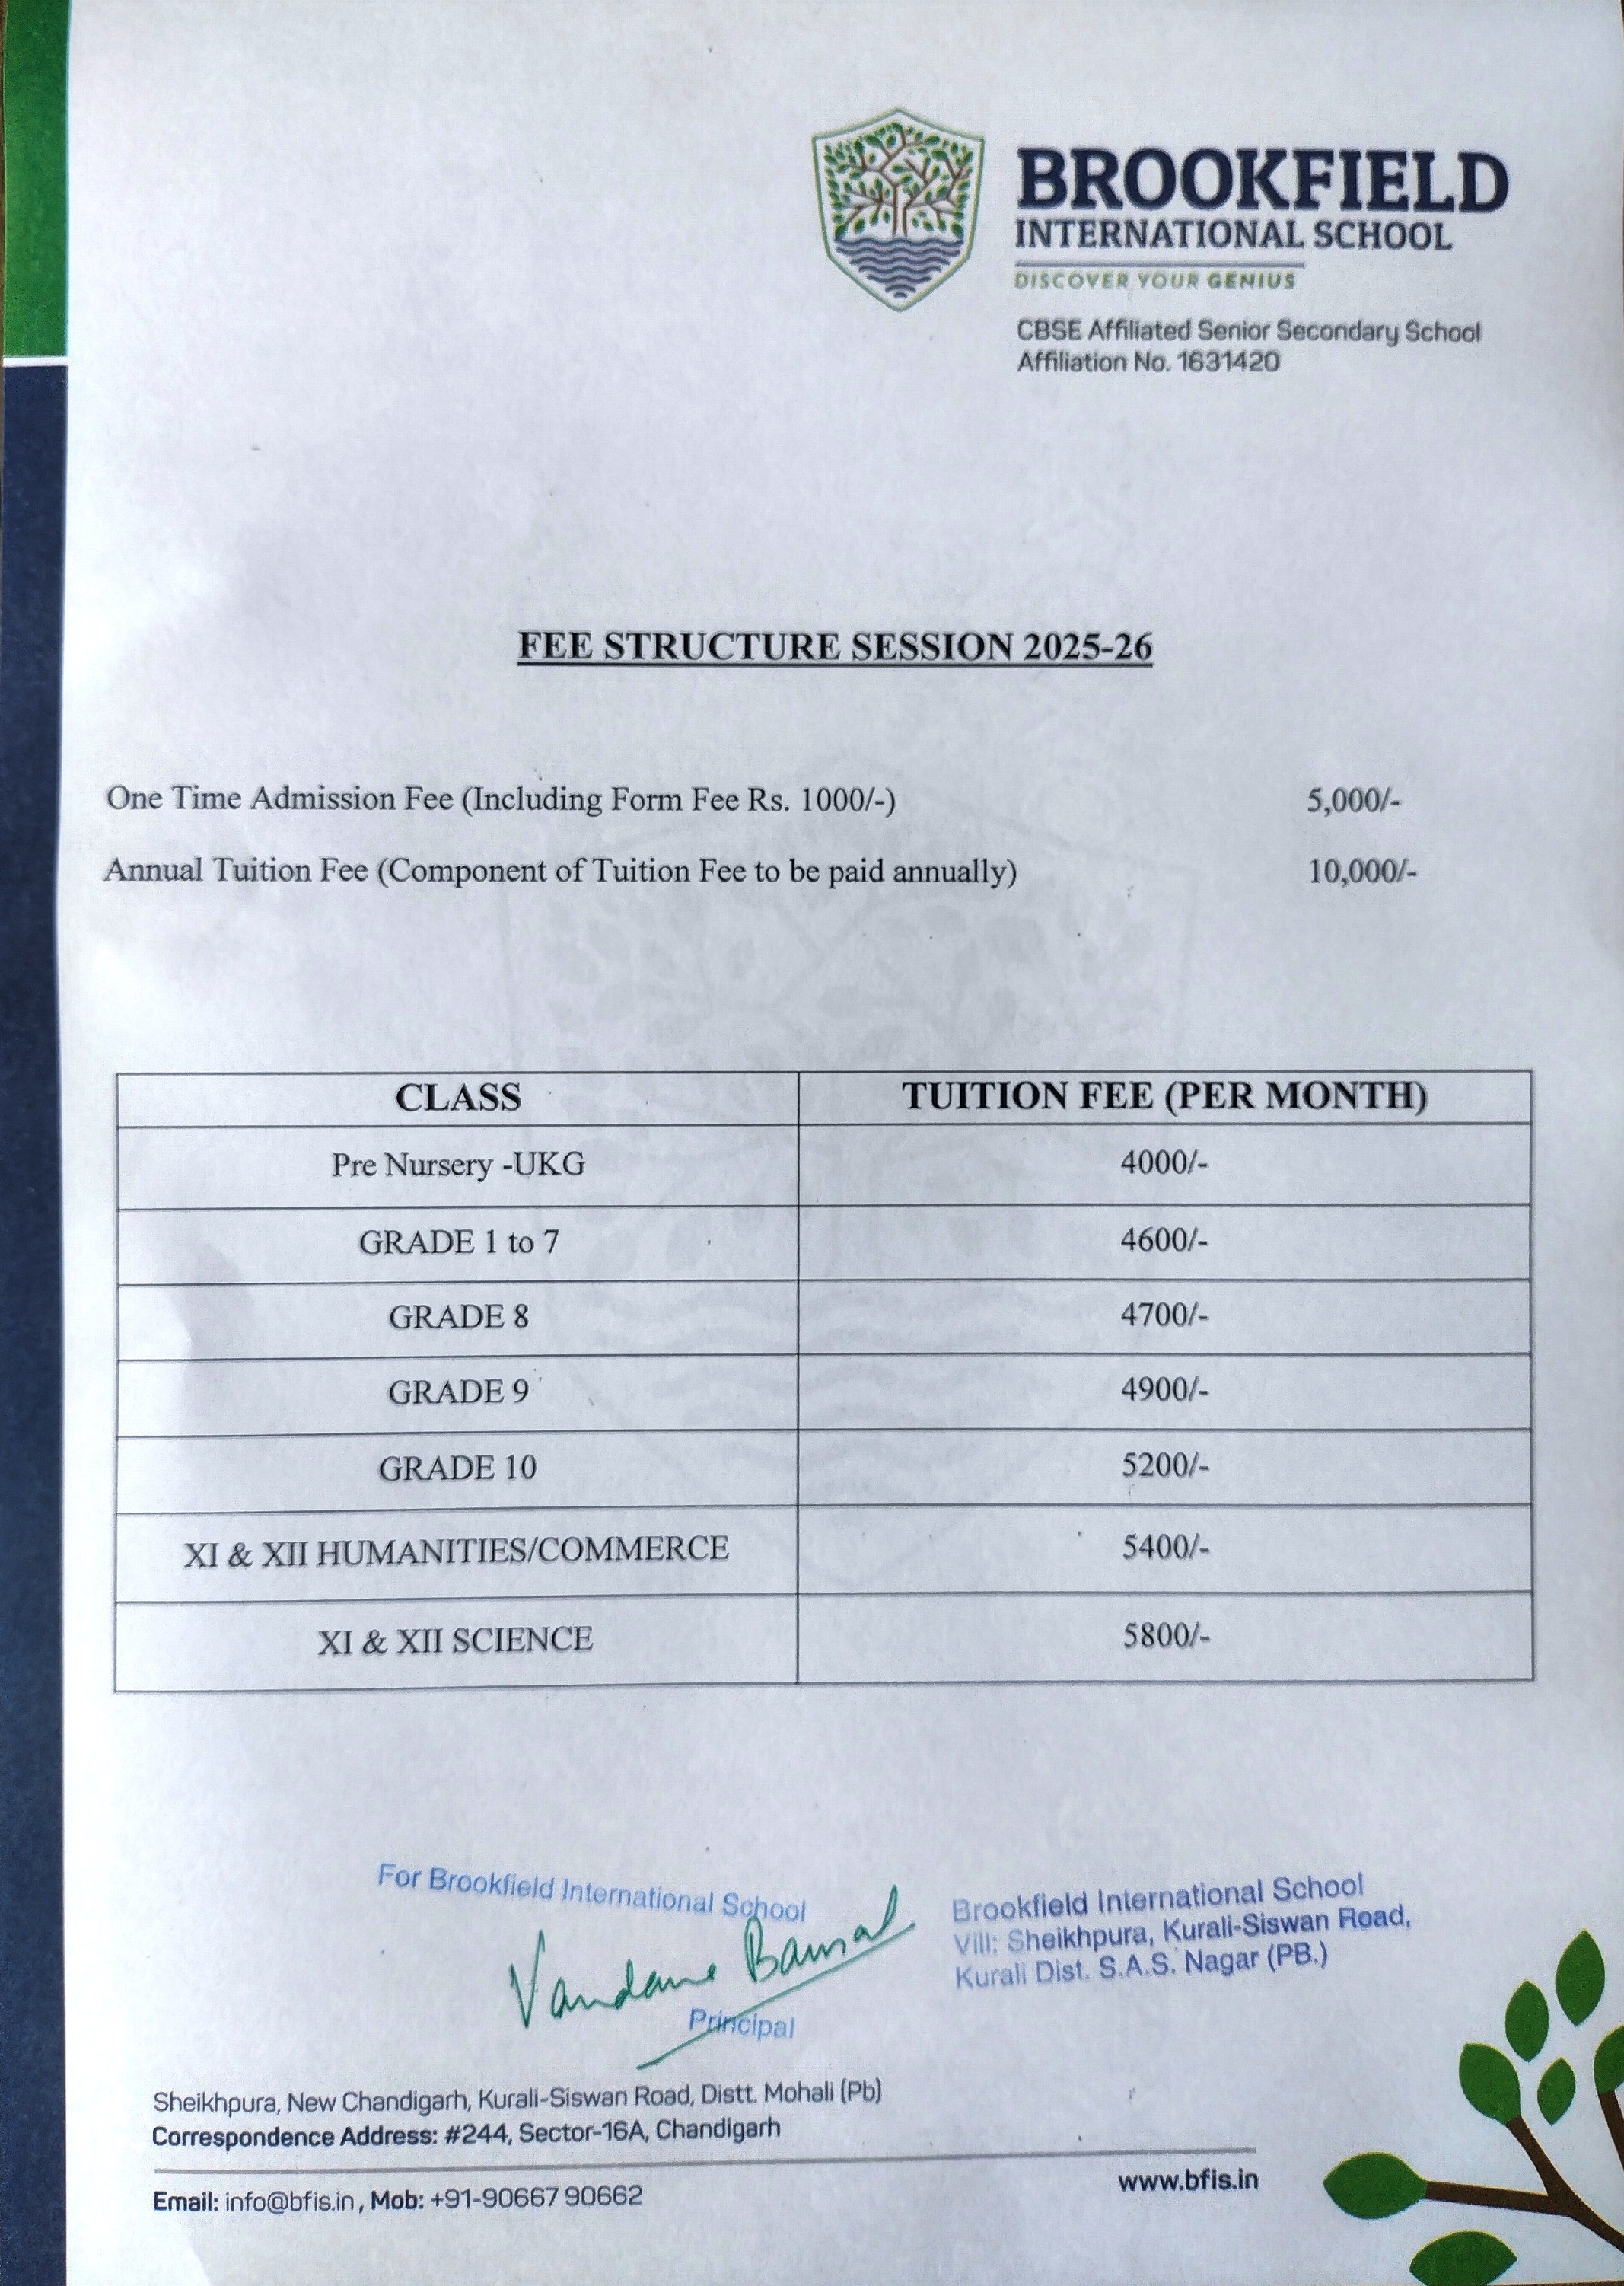 BROOKFIELD
INTERNATIONAL SCHOOL
DISCOVER YOUR GENIUS
CBSE Affiliated Senior Secondary School
Affiliation No. 1631420
FEE STRUCTURE SESSION 2025-26
One Time Admission Fee (Including Form Fee Rs. 1000/-) 5,000/-
Annual Tuition Fee (Component of Tuition Fee to be paid annually) 10,000/-
CLASS TUITION FEE (PER MONTH)
Pre Nursery -UKG 4000/-
GRADE 1 to 7 4600/-
GRADE 8 4700/-
GRADE 9 4900/-
GRADE 10 5200/-
XI & XII HUMANITIES/COMMERCE 5400/-
XI & XII SCIENCE 5800/-
For Brookfield International School
Vandana Bansal
Principal
Brookfield International School
Vill: Sheikhpura, Kurali-Siswan Road,
Kurali Dist. S.A.S. Nagar (PB.)
Sheikhpura, New Chandigarh, Kurali-Siswan Road, Distt. Mohali (Pb)
Correspondence Address: #244, Sector-16A, Chandigarh
www.bfis.in
Email: info@bfis.in, Mob: +91-90667 90662